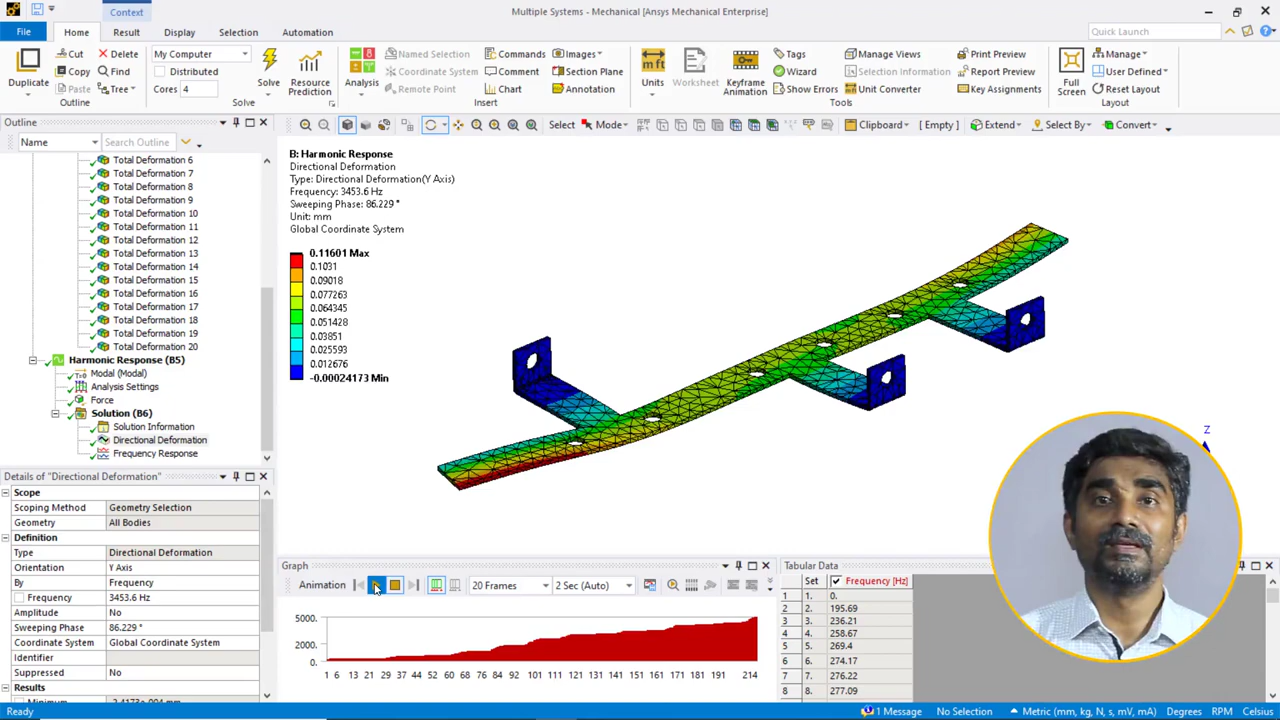 Context
Multiple Systems - Mechanical [Ansys Mechanical Enterprise]
File
Home
Result
Display
Selection
Automation
Quick Launch
Duplicate
Cut
Copy
Paste
Delete
Find
Tree
Outline
My Computer
Distributed
Cores 4
Solve
Resource Prediction
Solve
Analysis
Named Selection
Coordinate System
Remote Point
Commands
Comment
Chart
Images
Section Plane
Annotation
Insert
Units
Worksheet
Keyframe Animation
Tags
Wizard
Show Errors
Manage Views
Selection Information
Unit Converter
Print Preview
Report Preview
Key Assignments
Tools
Full Screen
Manage
User Defined
Reset Layout
Layout
Outline
Name
Search Outline
Select
Mode
Clipboard
[ Empty ]
Extend
Select By
Convert
Total Deformation 6
Total Deformation 7
Total Deformation 8
Total Deformation 9
Total Deformation 10
Total Deformation 11
Total Deformation 12
Total Deformation 13
Total Deformation 14
Total Deformation 15
Total Deformation 16
Total Deformation 17
Total Deformation 18
Total Deformation 19
Total Deformation 20
Harmonic Response (B5)
Modal (Modal)
Analysis Settings
Force
Solution (B6)
Solution Information
Directional Deformation
Frequency Response
B: Harmonic Response
Directional Deformation
Type: Directional Deformation(Y Axis)
Frequency: 3453.6 Hz
Sweeping Phase: 86.229 °
Unit: mm
Global Coordinate System
0.11601 Max
0.1031
0.09018
0.077263
0.064345
0.051428
0.03851
0.025593
0.012676
-0.00024173 Min
Z
Details of "Directional Deformation"
Scope
Scoping Method Geometry Selection
Geometry All Bodies
Definition
Type Directional Deformation
Orientation Y Axis
By Frequency
Frequency 3453.6 Hz
Amplitude No
Sweeping Phase 86.229 °
Coordinate System Global Coordinate System
Identifier
Suppressed No
Results
Graph
Animation
20 Frames
2 Sec (Auto)
5000.
2000.
0.
1 6 13 21 29 37 44 52 60 68 76 84 93 101 112 123 134 145 156 167 178 191 214
Tabular Data
Set Frequency [Hz]
1 1. 0.
2 2. 195.69
3 3. 236.21
4 4. 258.67
5 5. 269.4
6 6. 274.17
7 7. 276.22
8 8. 277.09
Ready
1 Message
No Selection
Metric (mm, kg, N, s, mV, mA)
Degrees
RPM
Celsius